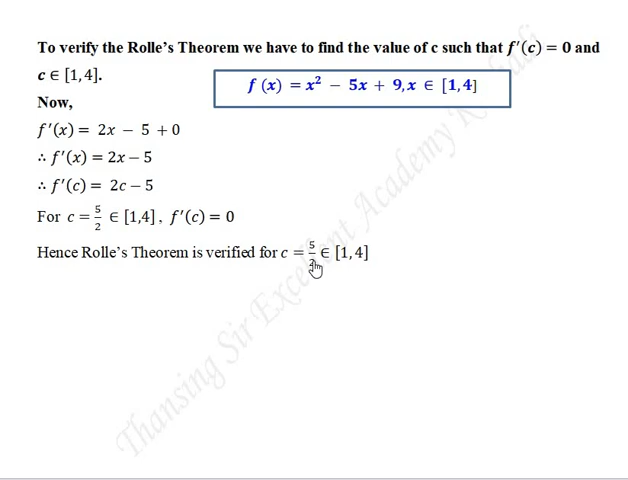 To verify the Rolle's Theorem we have to find the value of c such that f′(c) = 0 and
c ∈ [1,4].
f (x) = x² − 5x + 9, x ∈ [1,4]
Now,
f′(x) = 2x − 5 + 0
∴ f′(x) = 2x − 5
∴ f′(c) = 2c − 5
For c = 5/2 ∈ [1,4] , f′(c) = 0
Hence Rolle's Theorem is verified for c = 5/2 ∈ [1,4]
Thansing Sir Excellent Academy